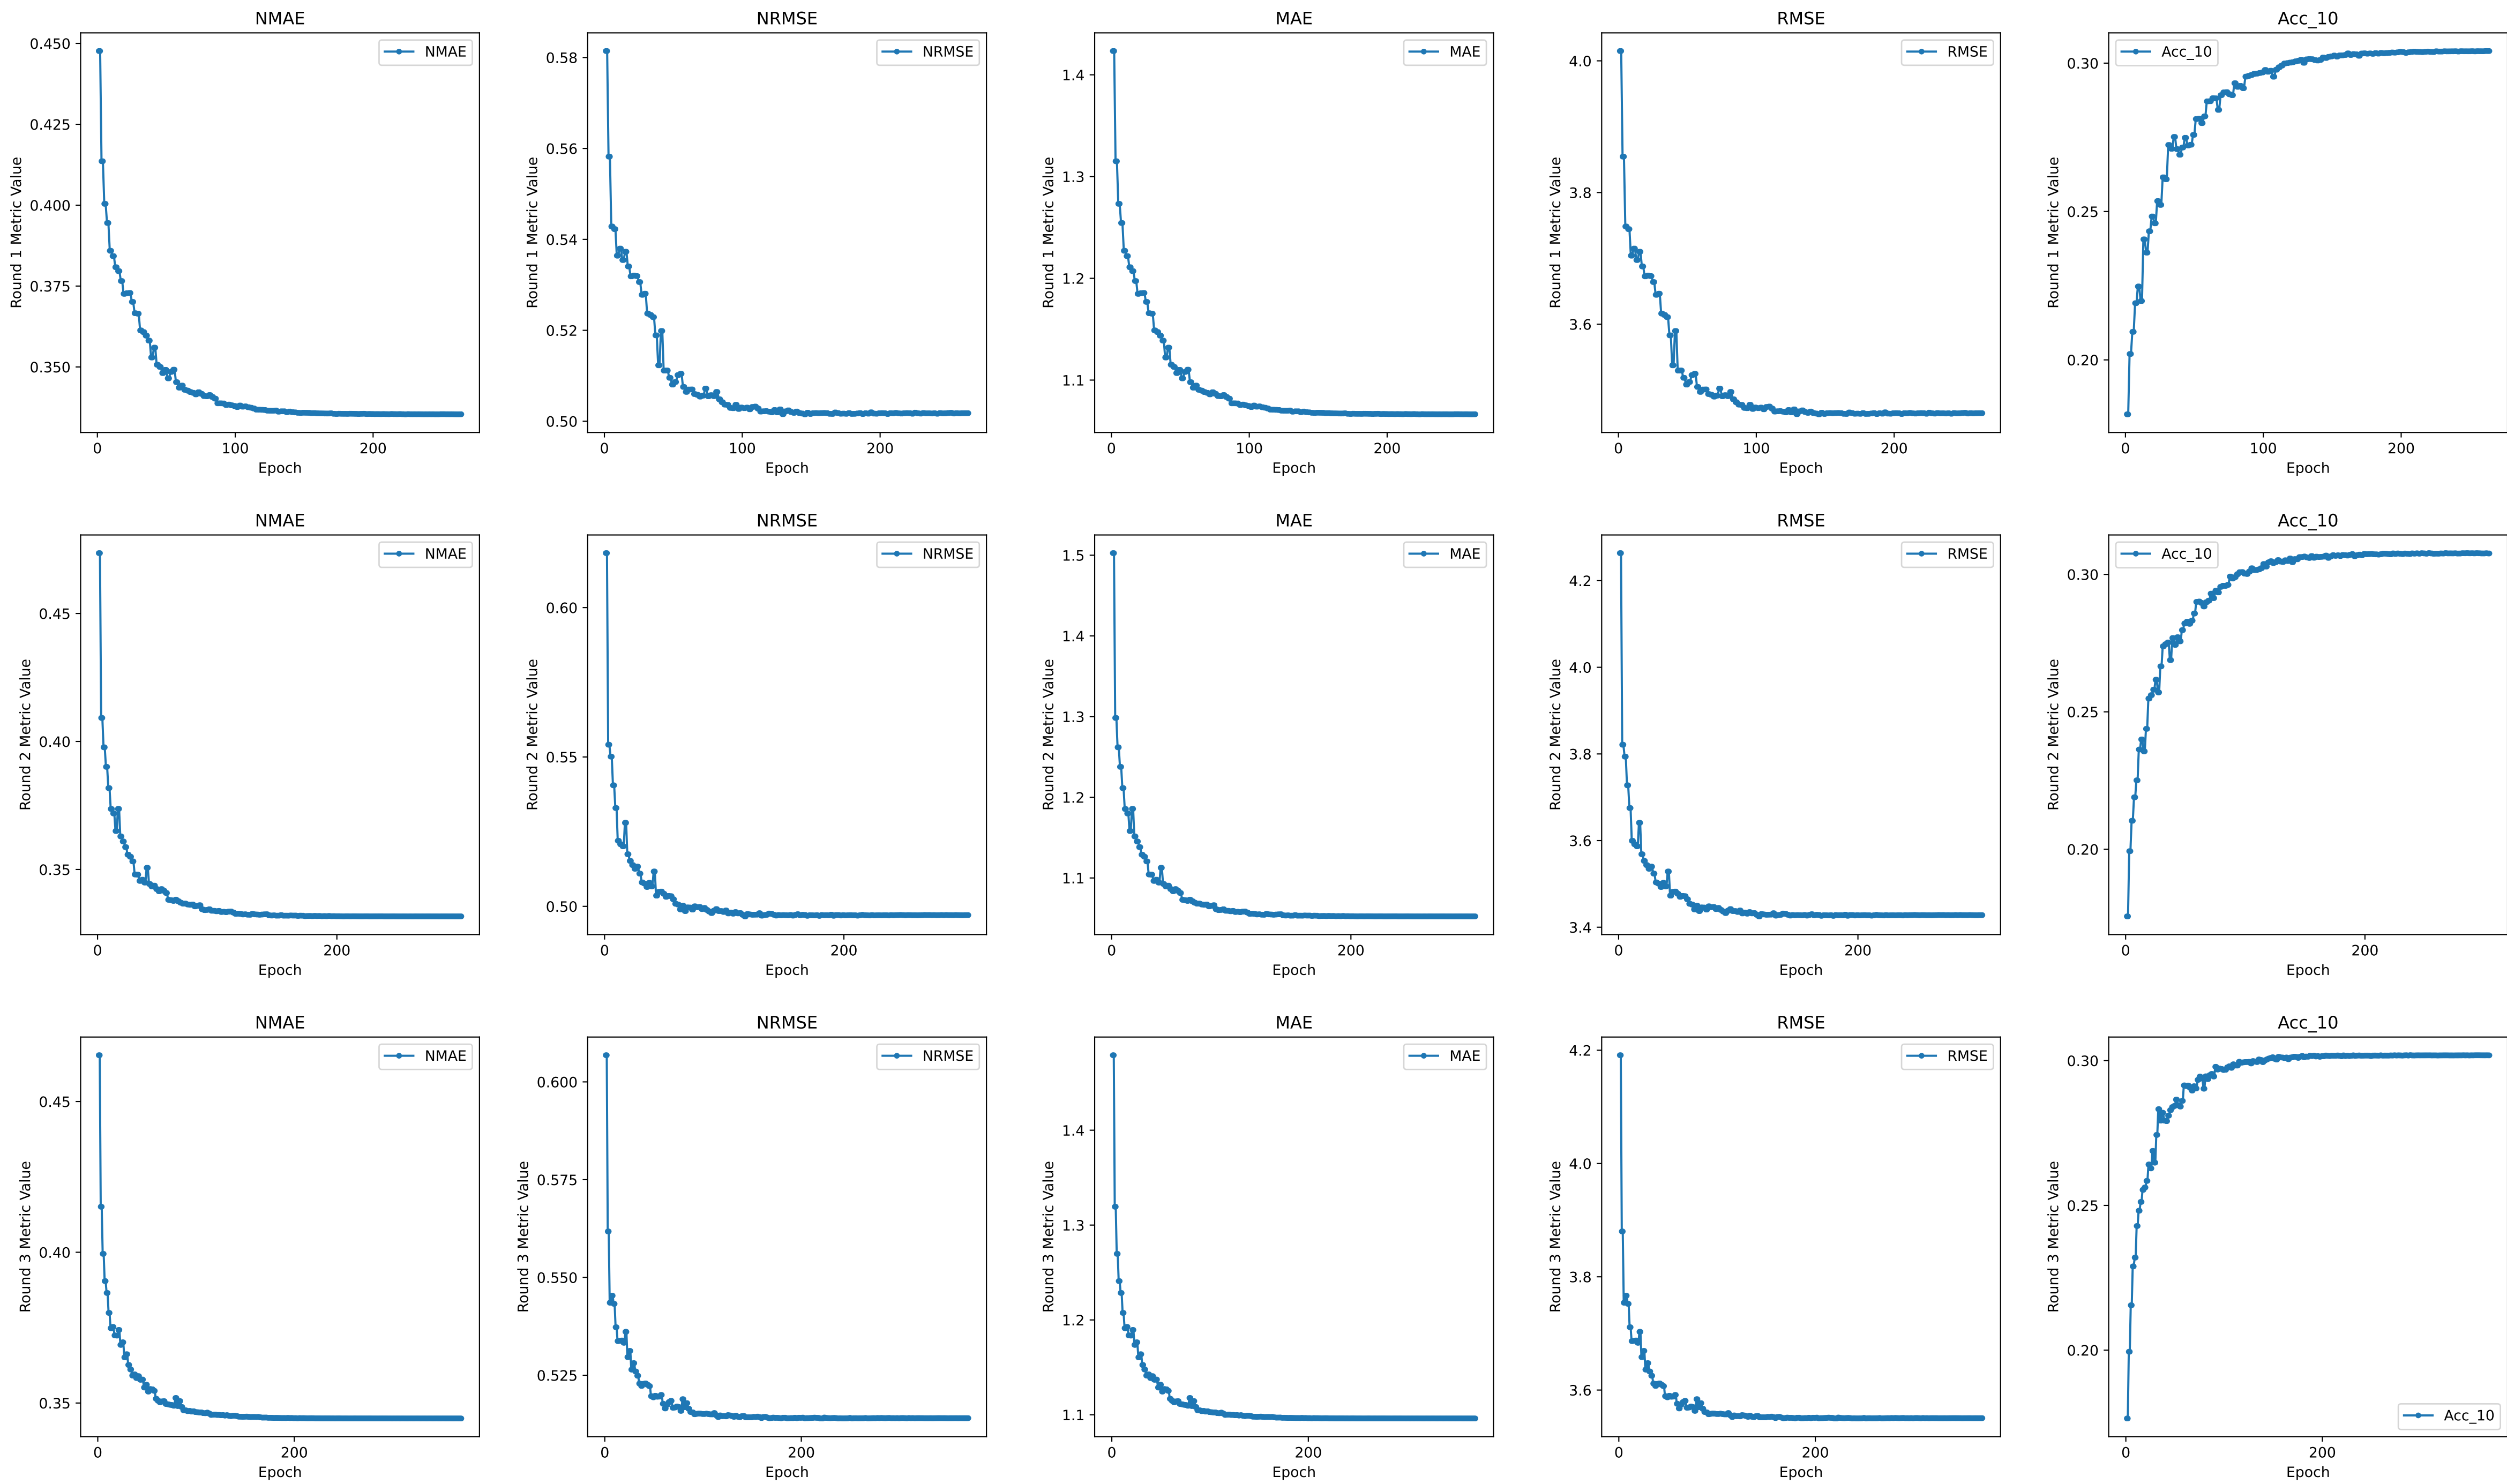 NMAE
NRMSE
MAE
RMSE
Acc_10
Round 1 Metric Value
0.450
0.425
0.400
0.375
0.350
NMAE
0
100
200
Epoch
Round 1 Metric Value
0.58
0.56
0.54
0.52
0.50
NRMSE
0
100
200
Epoch
Round 1 Metric Value
1.4
1.3
1.2
1.1
MAE
0
100
200
Epoch
Round 1 Metric Value
4.0
3.8
3.6
RMSE
0
100
200
Epoch
Round 1 Metric Value
0.30
0.25
0.20
Acc_10
0
100
200
Epoch
NMAE
NRMSE
MAE
RMSE
Acc_10
Round 2 Metric Value
0.45
0.40
0.35
NMAE
0
200
Epoch
Round 2 Metric Value
0.60
0.55
0.50
NRMSE
0
200
Epoch
Round 2 Metric Value
1.5
1.4
1.3
1.2
1.1
MAE
0
200
Epoch
Round 2 Metric Value
4.2
4.0
3.8
3.6
3.4
RMSE
0
200
Epoch
Round 2 Metric Value
0.30
0.25
0.20
Acc_10
0
200
Epoch
NMAE
NRMSE
MAE
RMSE
Acc_10
Round 3 Metric Value
0.45
0.40
0.35
NMAE
0
200
Epoch
Round 3 Metric Value
0.600
0.575
0.550
0.525
NRMSE
0
200
Epoch
Round 3 Metric Value
1.4
1.3
1.2
1.1
MAE
0
200
Epoch
Round 3 Metric Value
4.2
4.0
3.8
3.6
RMSE
0
200
Epoch
Round 3 Metric Value
0.30
0.25
0.20
Acc_10
0
200
Epoch